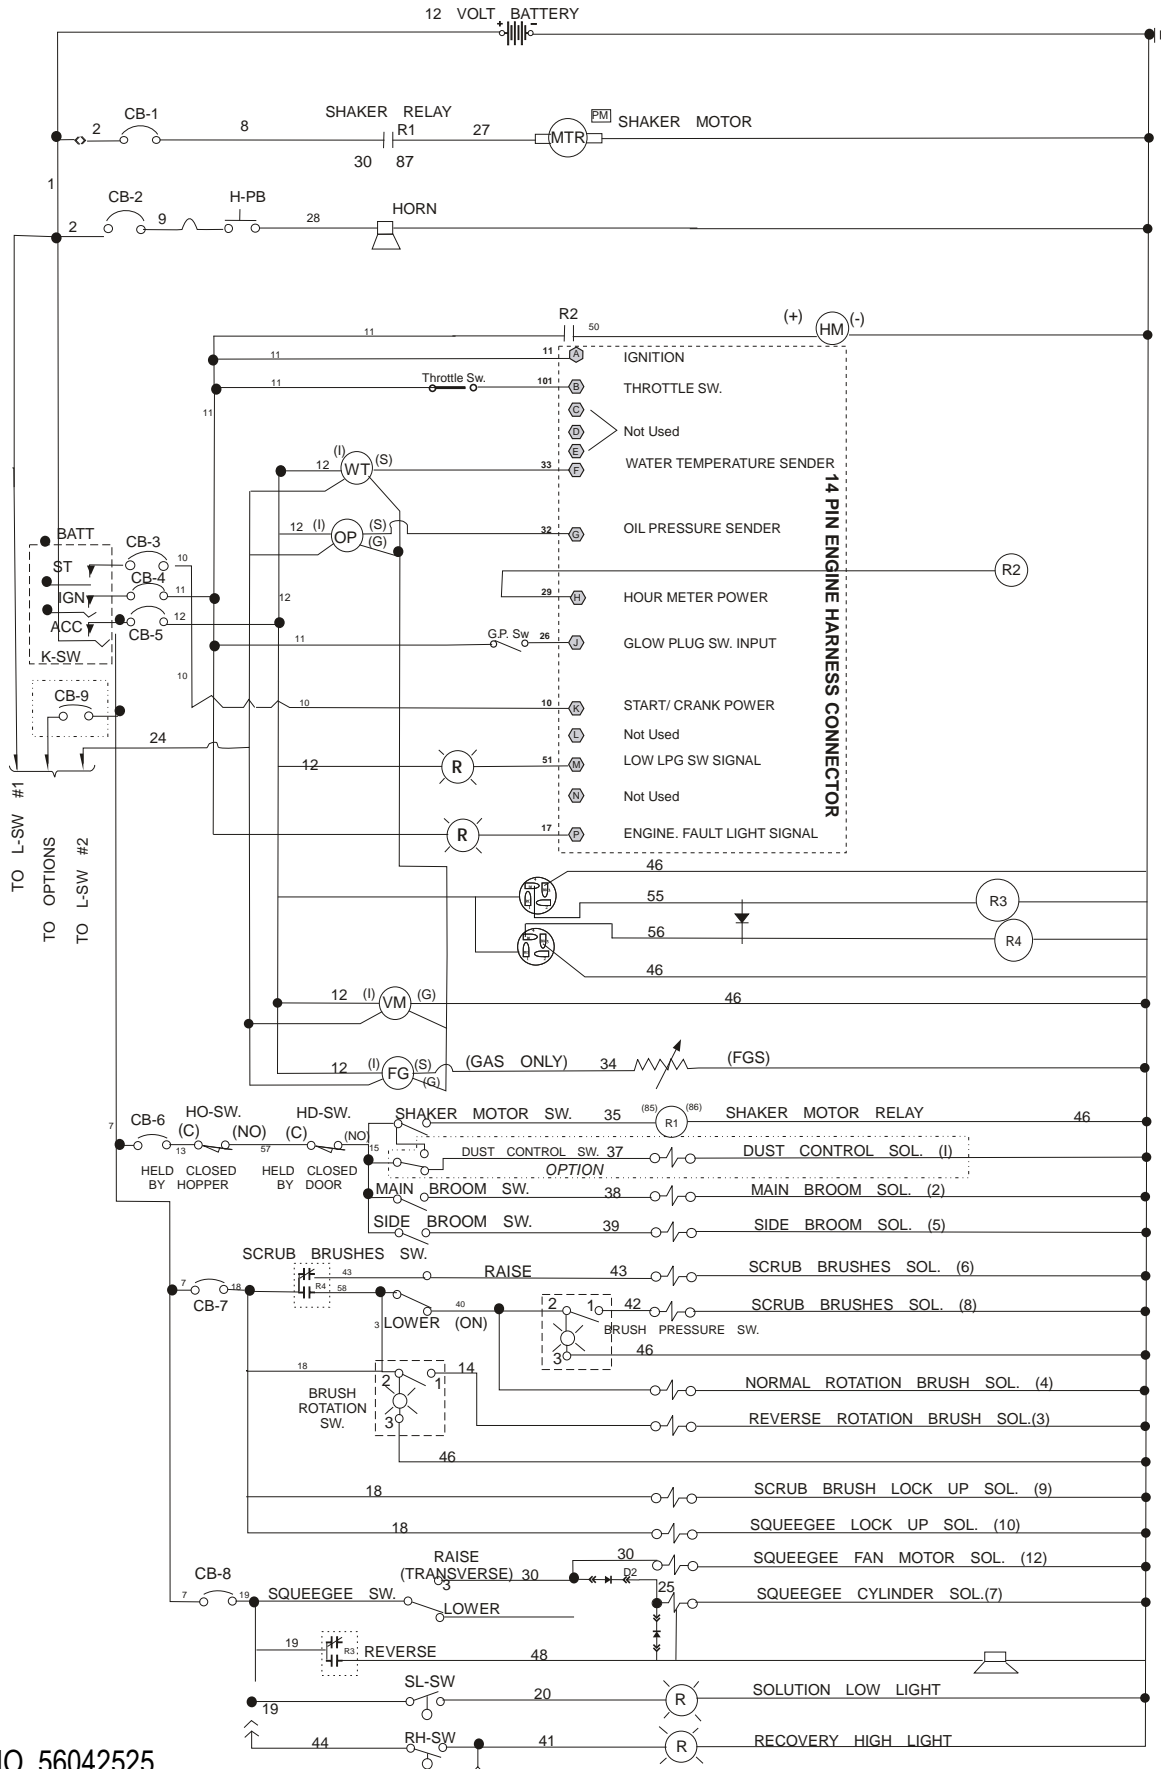 12 VOLT BATTERY
+ -
CB-1
2
8
SHAKER RELAY
R1
30 87
27
MTR
PM
SHAKER MOTOR
1
CB-2
2
9
H-PB
28
HORN
R2
11
50
(+)
HM
(-)
11
11
A
IGNITION
11
Throttle Sw.
101
B
THROTTLE SW.
11
C
D
Not Used
E
12
(I)
WT
(S)
33
F
WATER TEMPERATURE SENDER
14 PIN ENGINE HARNESS CONNECTOR
12
(I)
OP
(S)
(G)
32
G
OIL PRESSURE SENDER
BATT
ST
CB-3
10
IGN
CB-4
11
ACC
CB-5
12
12
K-SW
R2
29
H
HOUR METER POWER
11
G.P. Sw
26
J
GLOW PLUG SW. INPUT
10
CB-9
10
10
K
START/ CRANK POWER
24
L
Not Used
12
R
51
M
LOW LPG SW SIGNAL
N
Not Used
R
17
P
ENGINE. FAULT LIGHT SIGNAL
TO L-SW #1
TO OPTIONS
TO L-SW #2
46
55
R3
56
R4
46
12
(I)
VM
(G)
46
12
(I)
FG
(S)
(G)
(GAS ONLY)
34
(FGS)
7
CB-6
HO-SW.
(C)
(NO)
13
57
HD-SW.
(C)
(NO)
15
HELD CLOSED
BY HOPPER
HELD CLOSED
BY DOOR
SHAKER MOTOR SW.
35
(85)
R1
(86)
SHAKER MOTOR RELAY
46
DUST CONTROL SW. 37
OPTION
DUST CONTROL SOL. (I)
MAIN BROOM SW.
38
MAIN BROOM SOL. (2)
SIDE BROOM SW.
39
SIDE BROOM SOL. (5)
SCRUB BRUSHES SW.
43
RAISE
43
SCRUB BRUSHES SOL. (6)
7
CB-7
18
R4
58
3
LOWER (ON)
40
2
1
42
SCRUB BRUSHES SOL. (8)
BRUSH PRESSURE SW.
3
46
18
BRUSH
ROTATION
SW.
2
1
14
3
NORMAL ROTATION BRUSH SOL. (4)
REVERSE ROTATION BRUSH SOL.(3)
46
18
SCRUB BRUSH LOCK UP SOL. (9)
18
SQUEEGEE LOCK UP SOL. (10)
RAISE
(TRANSVERSE)
3
30
30
D2
SQUEEGEE FAN MOTOR SOL. (12)
7
CB-8
19
SQUEEGEE SW.
LOWER
25
SQUEEGEE CYLINDER SOL.(7)
19
R3
REVERSE
48
19
SL-SW
20
R
SOLUTION LOW LIGHT
44
RH-SW
41
R
RECOVERY HIGH LIGHT
NO 56042525